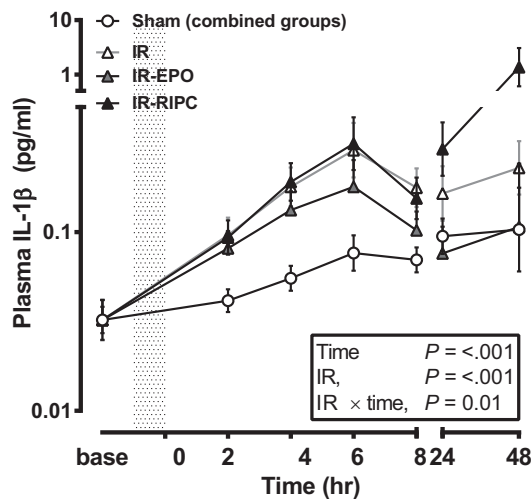 Sham (combined groups)
IR
IR-EPO
IR-RIPC
10
1
0.1
0.01
Plasma IL-1β (pg/ml)
Time P = <.001
IR, P = <.001
IR × time, P = 0.01
base 0 2 4 6 8 24 48
Time (hr)